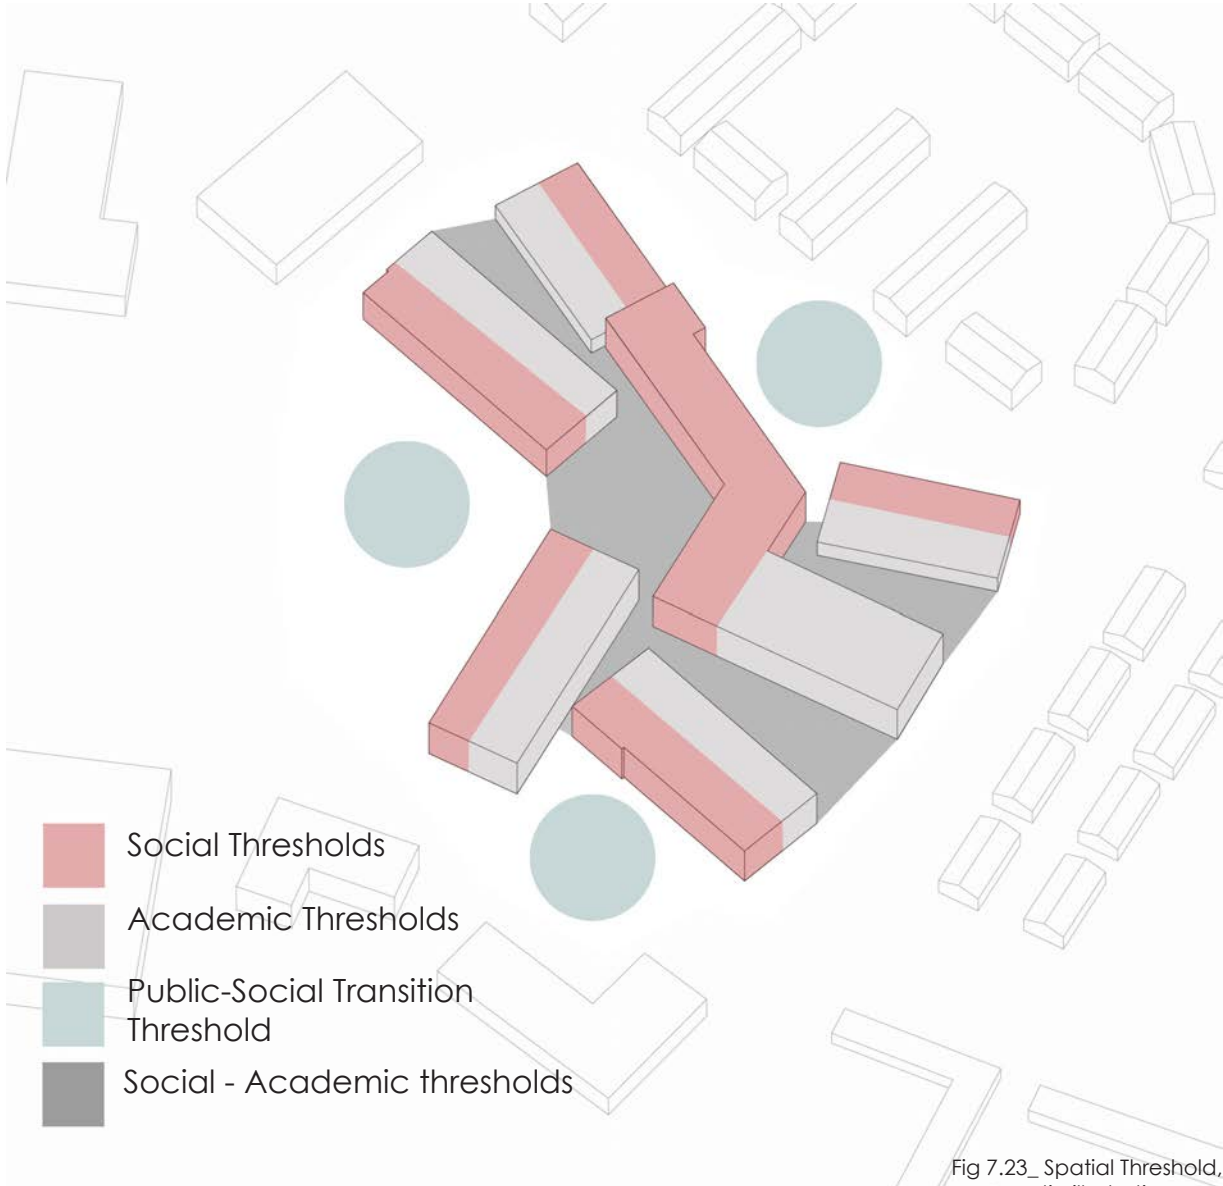 Social Thresholds
Academic Thresholds
Public-Social Transition
Threshold
Social - Academic thresholds
Fig 7.23_ Spatial Threshold,